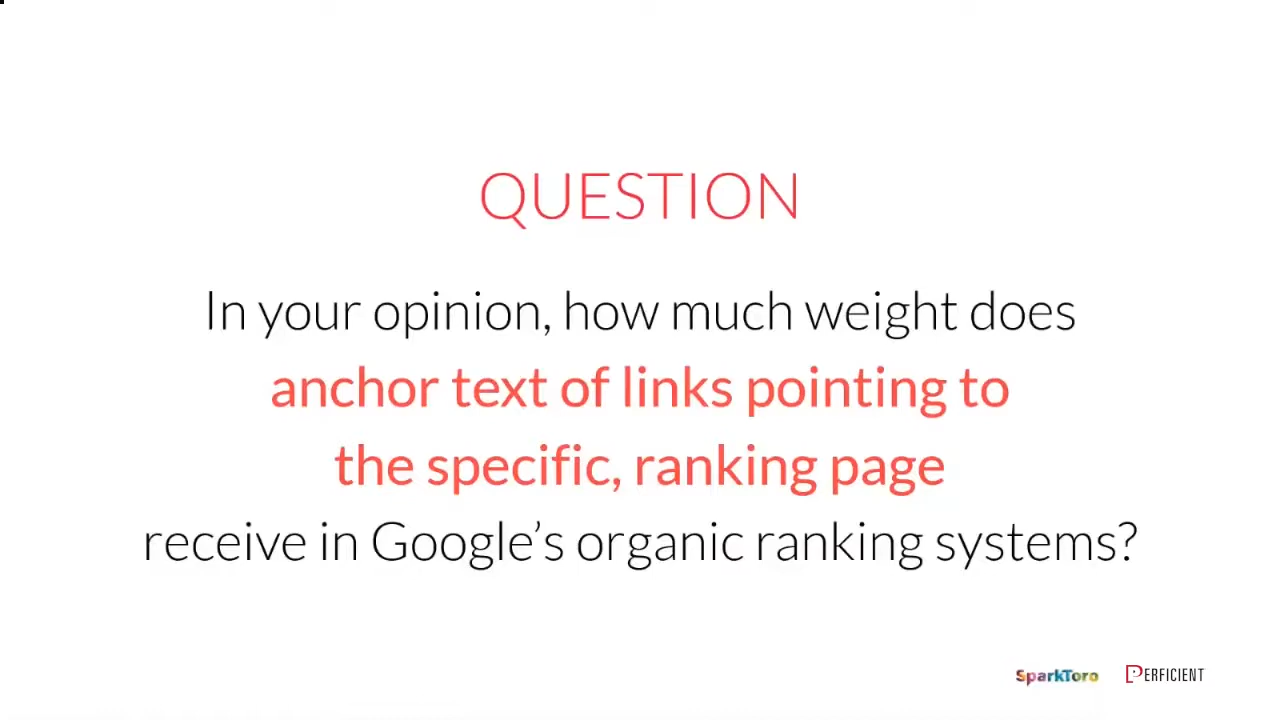 QUESTION
In your opinion, how much weight does
anchor text of links pointing to
the specific, ranking page
receive in Google’s organic ranking systems?
SparkToro PERFICIENT